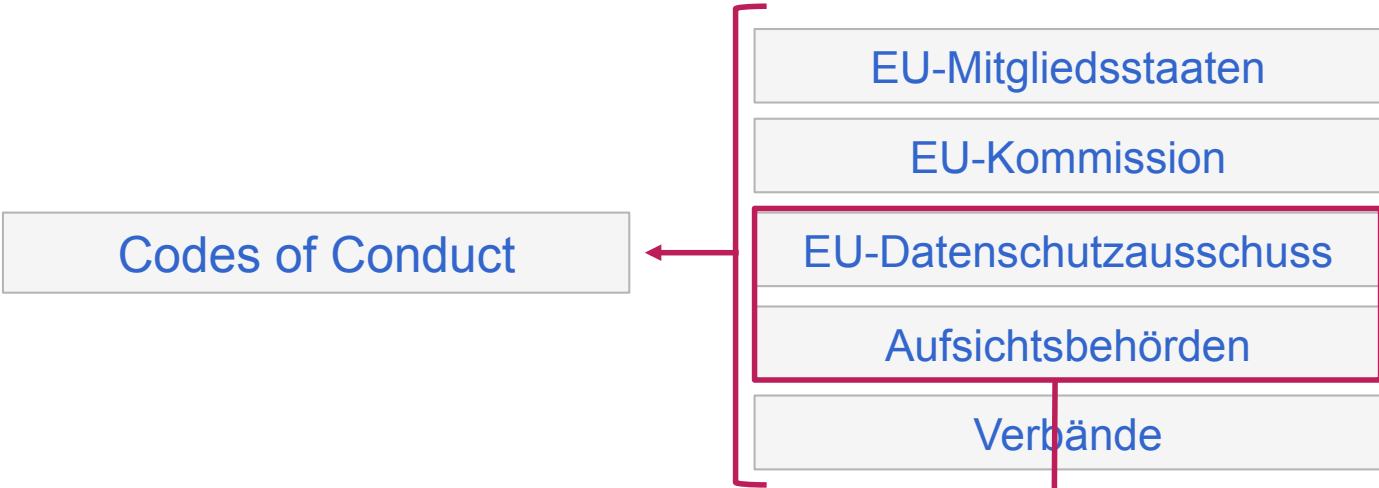 EU-Mitgliedsstaaten
EU-Kommission
Codes of Conduct
EU-Datenschutzausschuss
Aufsichtsbehörden
Verbände